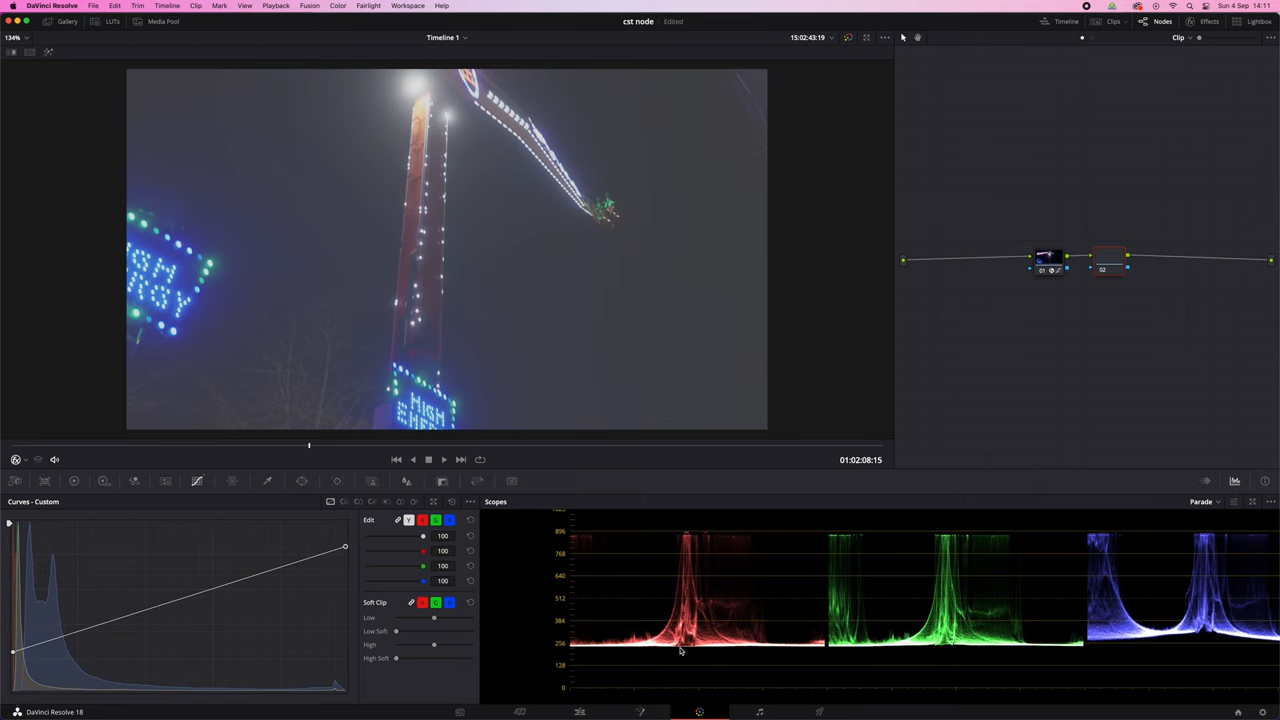 DaVinci Resolve File Edit Trim Timeline Clip Mark View Playback Fusion Color Fairlight Workspace Help Sun 4 Sep 14:11
Gallery LUTs Media Pool cst node Edited Timeline Clips Nodes Effects Lightbox
134% Timeline 1 15:02:43:19 Clip
HIGH
01 02
01:02:08:15
Curves - Custom Scopes Parade
Edit Y R G B
100
100
100
100
Soft Clip R G B
Low
Low Soft
High
High Soft
1023
896
768
640
512
384
256
128
0
DaVinci Resolve 18